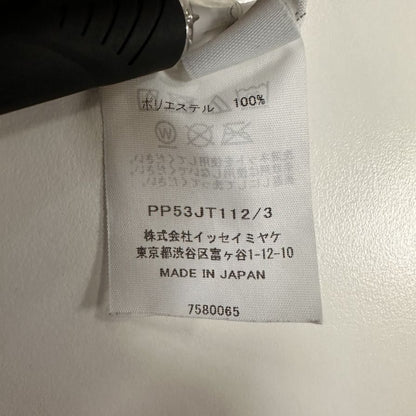 ポリエステル 100%
PP53JT112/3
株式会社イッセイミヤケ
東京都渋谷区富ヶ谷1-12-10
MADE IN JAPAN
7580065